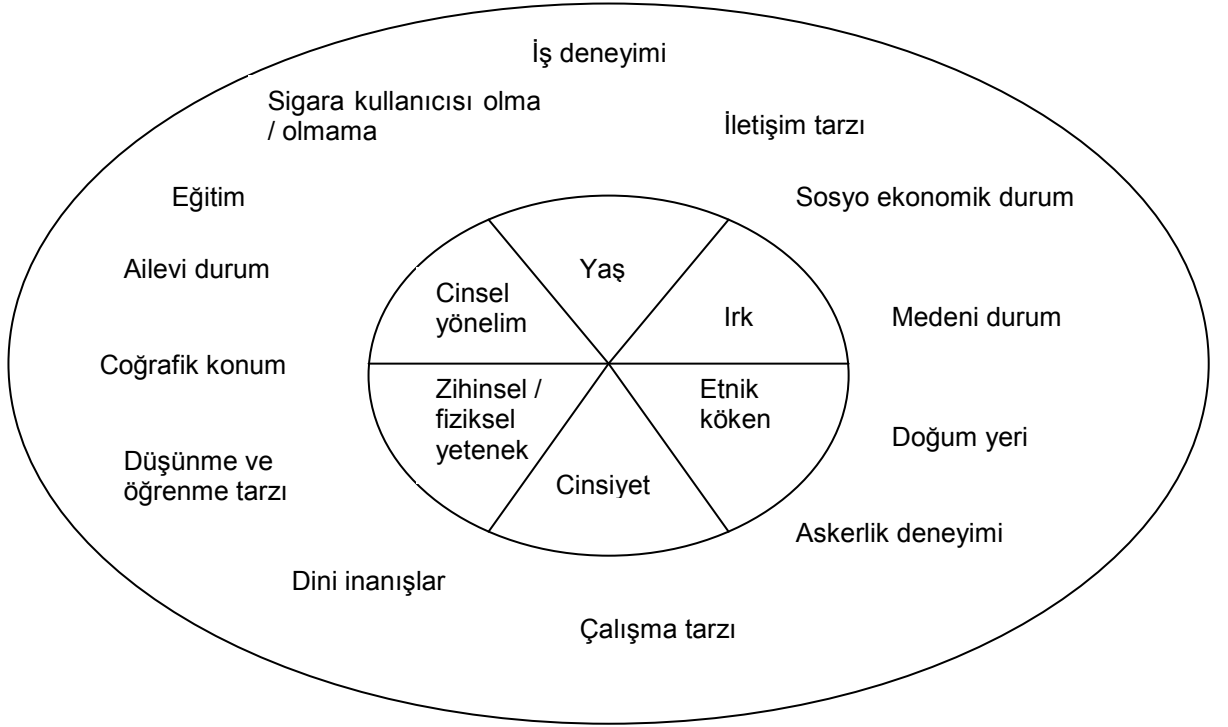 İş deneyimi
Sigara kullanıcısı olma
/ olmama
İletişim tarzı
Eğitim
Sosyo ekonomik durum
Ailevi durum
Yaş
Cinsel
yönelim
Irk
Medeni durum
Coğrafik konum
Zihinsel /
fiziksel
yetenek
Etnik
köken
Doğum yeri
Düşünme ve
öğrenme tarzı
Cinsiyet
Askerlik deneyimi
Dini inanışlar
Çalışma tarzı